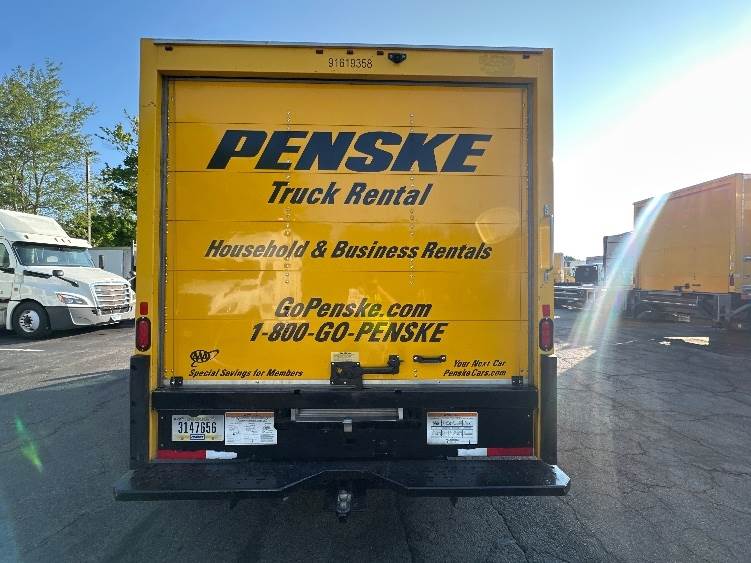 91619358
PENSKE
Truck Rental
Household & Business Rentals
GoPenske.com
1-800-GO-PENSKE
AAA
Special Savings for Members
Your Next Car
PenskeCars.com
3147656